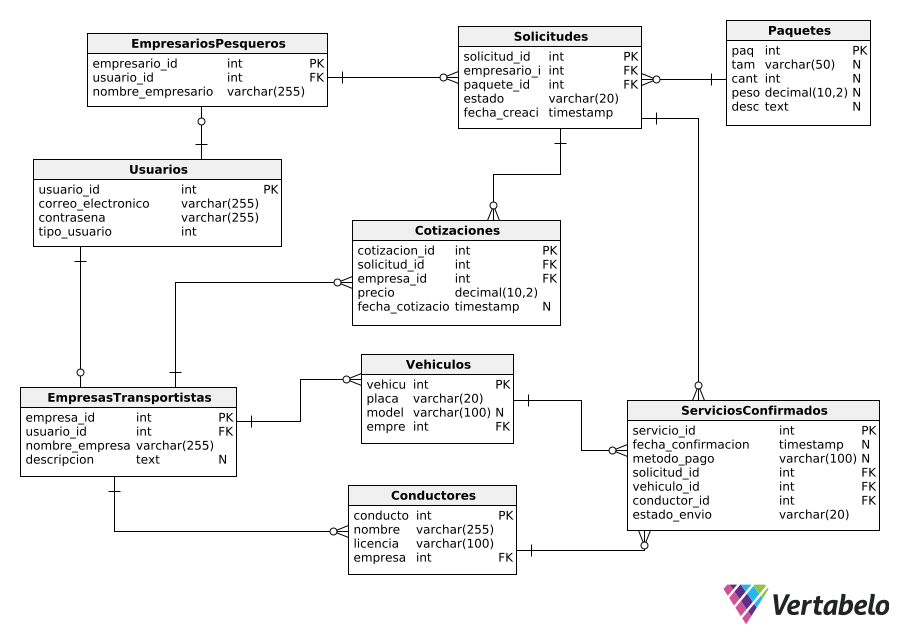 EmpresariosPesqueros
empresario_id int PK
usuario_id int FK
nombre_empresario varchar(255)
Solicitudes
solicitud_id int PK
empresario_i int FK
paquete_id int FK
estado varchar(20)
fecha_creaci timestamp
Paquetes
paq int PK
tam varchar(50) N
cant int N
peso decimal(10,2) N
desc text N
Usuarios
usuario_id int PK
correo_electronico varchar(255)
contrasena varchar(255)
tipo_usuario int
Cotizaciones
cotizacion_id int PK
solicitud_id int FK
empresa_id int FK
precio decimal(10,2)
fecha_cotizacio timestamp N
Vehiculos
vehicu int PK
placa varchar(20)
model varchar(100) N
empre int FK
EmpresasTransportistas
empresa_id int PK
usuario_id int FK
nombre_empresa varchar(255)
descripcion text N
ServiciosConfirmados
servicio_id int PK
fecha_confirmacion timestamp N
metodo_pago varchar(100) N
solicitud_id int FK
vehiculo_id int FK
conductor_id int FK
estado_envio varchar(20)
Conductores
conducto int PK
nombre varchar(255)
licencia varchar(100)
empresa int FK
Vertabelo